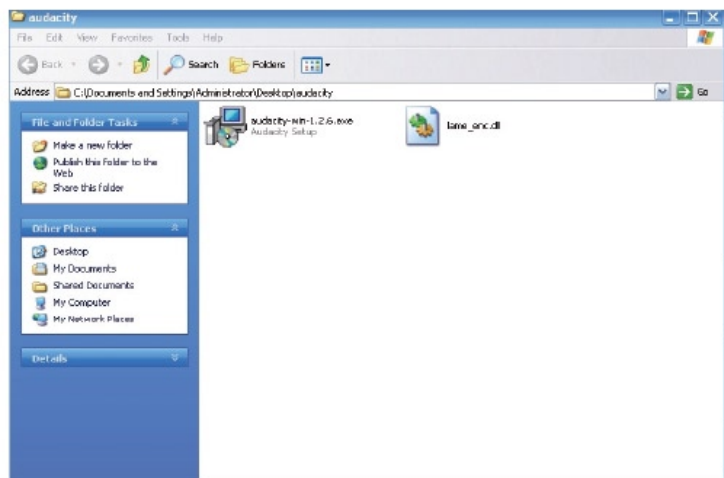 audacity
File Edit View Favorites Tools Help
Back Search Folders
Address C:\Documents and Settings\Administrator\Desktop\audacity Go
File and Folder Tasks
Make a new folder
Publish this folder to the
Web
Share this folder
Other Places
Desktop
My Documents
Shared Documents
My Computer
My Network Places
Details
audacity-win-1.2.6.exe
Audacity Setup
lame_enc.dll